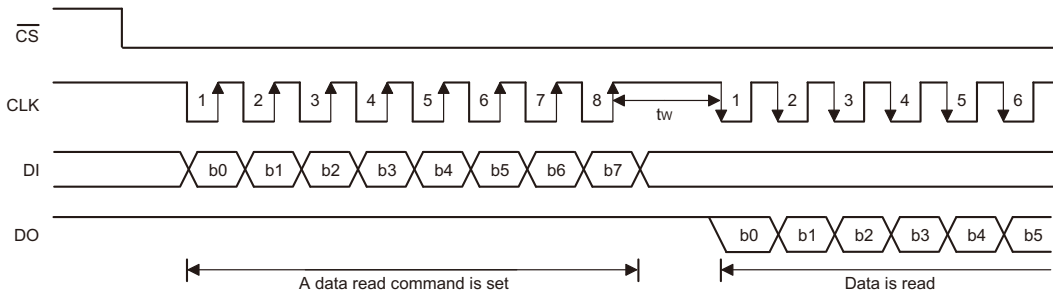 CS
CLK 1 2 3 4 5 6 7 8 tw 1 2 3 4 5 6
DI b0 b1 b2 b3 b4 b5 b6 b7
DO b0 b1 b2 b3 b4 b5
A data read command is set Data is read